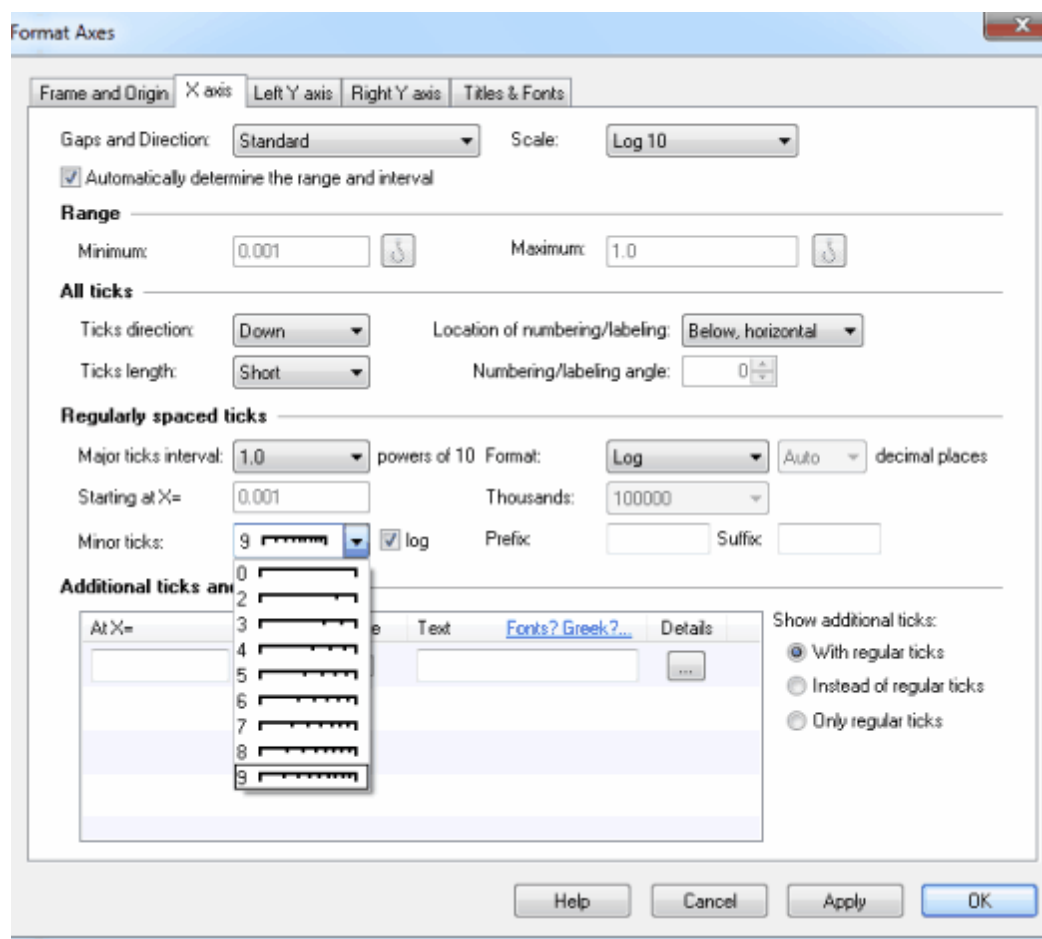 Format Axes
Frame and Origin X axis Left Y axis Right Y axis Titles & Fonts
Gaps and Direction: Standard Scale: Log 10
Automatically determine the range and interval
Range
Minimum: 0.001 Maximum: 1.0
All ticks
Ticks direction: Down Location of numbering/labeling: Below, horizontal
Ticks length: Short Numbering/labeling angle: 0
Regularly spaced ticks
Major ticks interval: 1.0 powers of 10 Format: Log Auto decimal places
Starting at X= 0.001 Thousands: 100000
Minor ticks: 9 log Prefix: Suffix:
0
Additional ticks an
2
At X= 3 e Text Fonts? Greek?... Details Show additional ticks:
4 With regular ticks
5 ...
6 Instead of regular ticks
7 Only regular ticks
8
9
Help Cancel Apply OK